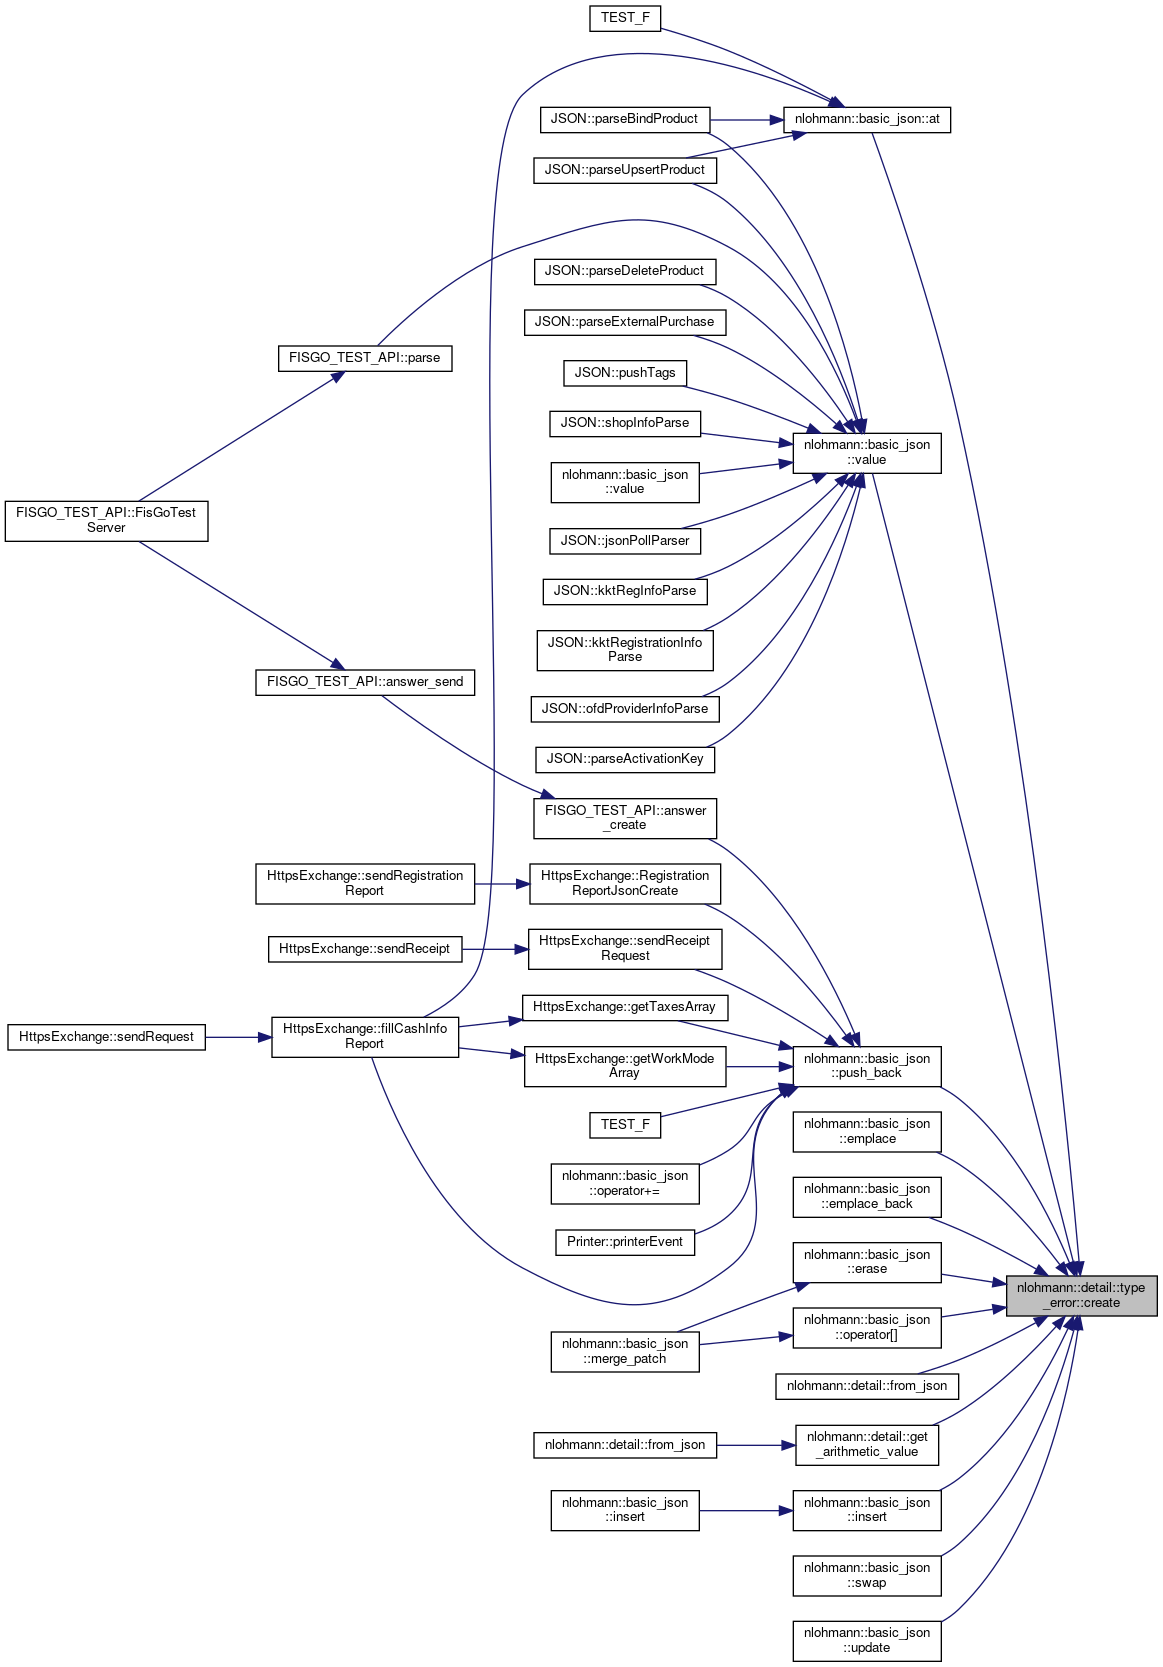 TEST_F
nlohmann::basic_json::at
JSON::parseBindProduct
JSON::parseUpsertProduct
JSON::parseDeleteProduct
JSON::parseExternalPurchase
FISGO_TEST_API::parse
JSON::pushTags
JSON::shopInfoParse
nlohmann::basic_json
::value
nlohmann::basic_json
::value
FISGO_TEST_API::FisGoTest
Server
JSON::jsonPollParser
JSON::kktRegInfoParse
JSON::kktRegistrationInfo
Parse
FISGO_TEST_API::answer_send
JSON::ofdProviderInfoParse
JSON::parseActivationKey
FISGO_TEST_API::answer
_create
HttpsExchange::sendRegistration
Report
HttpsExchange::Registration
ReportJsonCreate
HttpsExchange::sendReceipt
HttpsExchange::sendReceipt
Request
HttpsExchange::getTaxesArray
HttpsExchange::sendRequest
HttpsExchange::fillCashInfo
Report
HttpsExchange::getWorkMode
Array
nlohmann::basic_json
::push_back
TEST_F
nlohmann::basic_json
::emplace
nlohmann::basic_json
::operator+=
nlohmann::basic_json
::emplace_back
Printer::printerEvent
nlohmann::basic_json
::erase
nlohmann::detail::type
_error::create
nlohmann::basic_json
::operator[]
nlohmann::basic_json
::merge_patch
nlohmann::detail::from_json
nlohmann::detail::from_json
nlohmann::detail::get
_arithmetic_value
nlohmann::basic_json
::insert
nlohmann::basic_json
::insert
nlohmann::basic_json
::swap
nlohmann::basic_json
::update